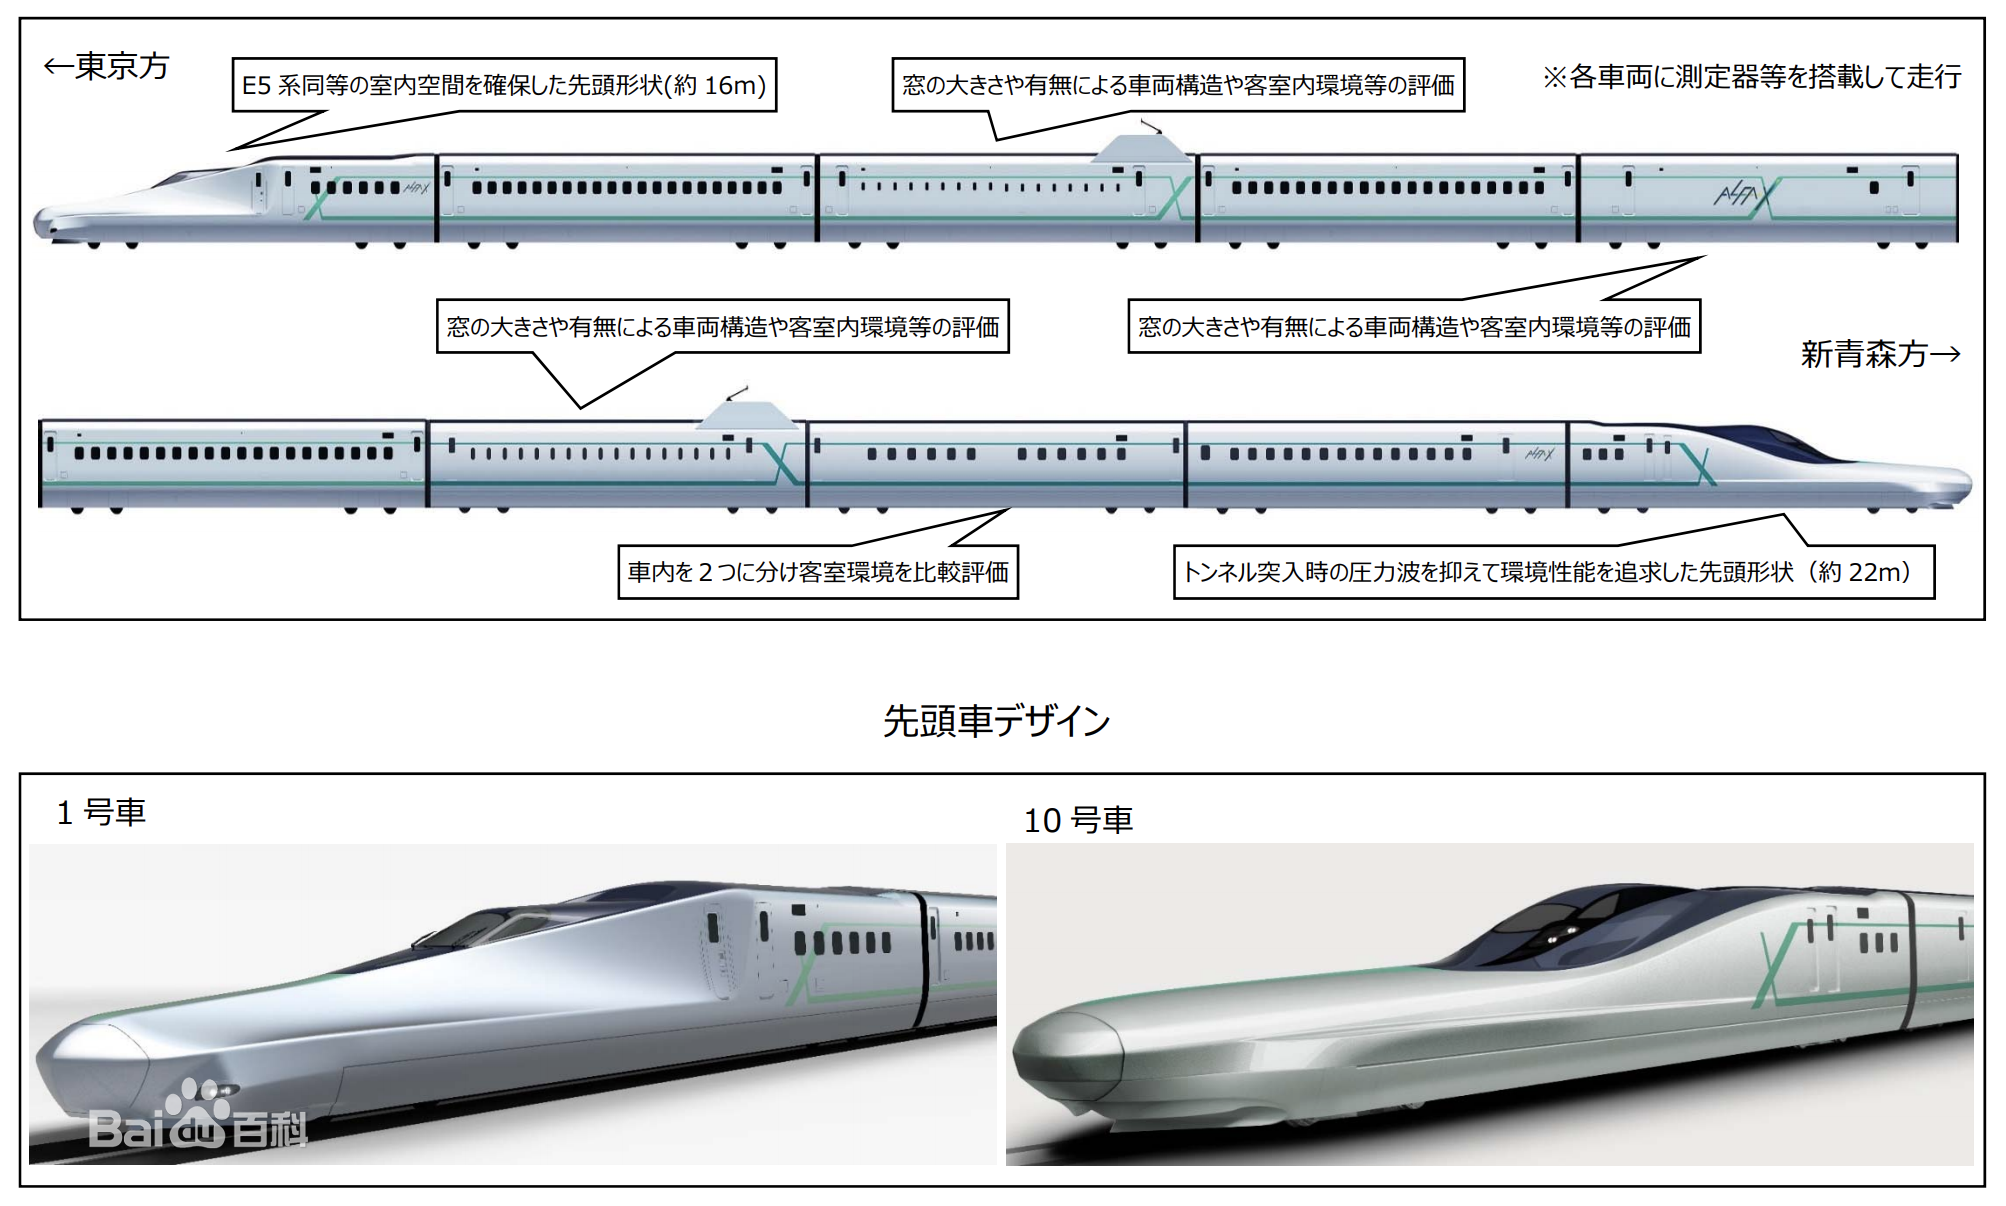 ←東京方
E5 系同等の室内空間を確保した先頭形状(約 16m)
窓の大きさや有無による車両構造や客室内環境等の評価
※各車両に測定器等を搭載して走行
ALFA X
ALFA X
窓の大きさや有無による車両構造や客室内環境等の評価
窓の大きさや有無による車両構造や客室内環境等の評価
新青森方→
ALFA X
車内を２つに分け客室環境を比較評価
トンネル突入時の圧力波を抑えて環境性能を追求した先頭形状（約 22m）
先頭車デザイン
1 号車
10 号車
Baidu百科